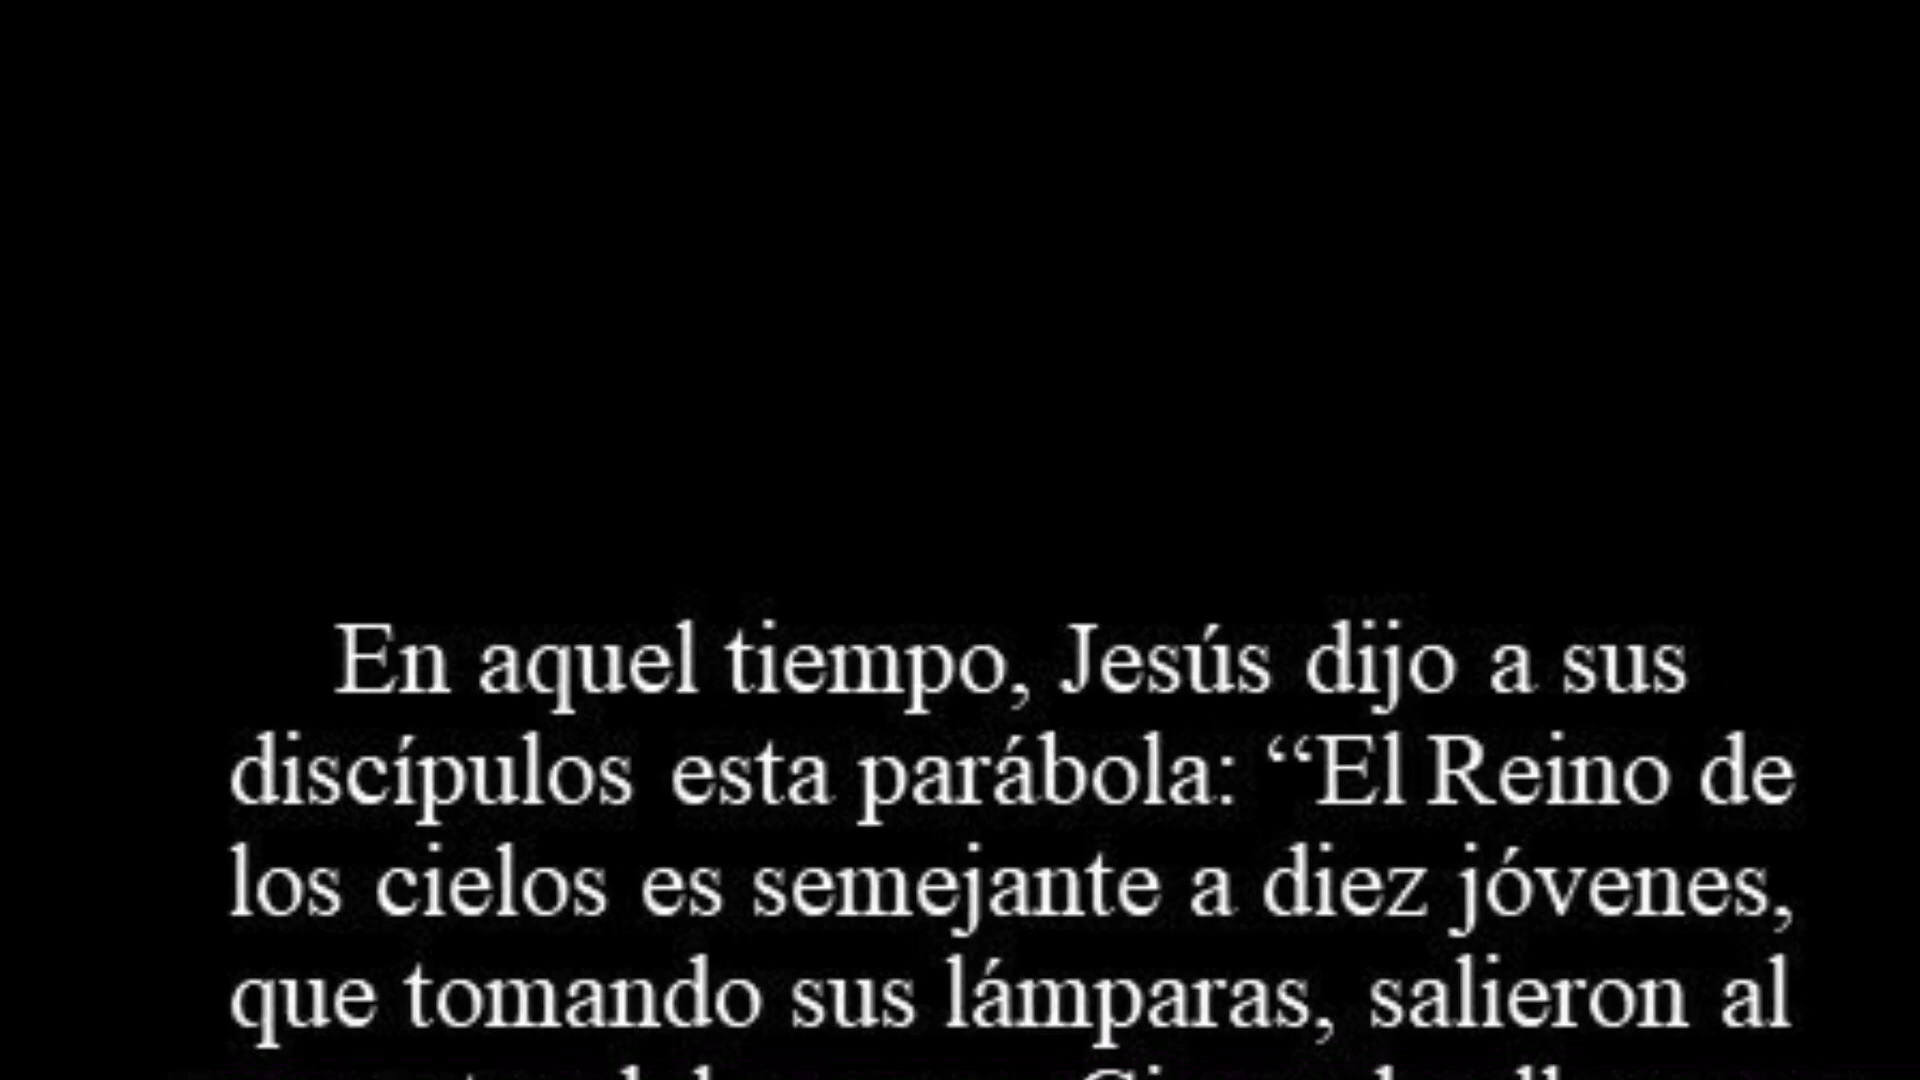 En aquel tiempo, Jesús dijo a sus
discípulos esta parábola: “El Reino de
los cielos es semejante a diez jóvenes,
que tomando sus lámparas, salieron al